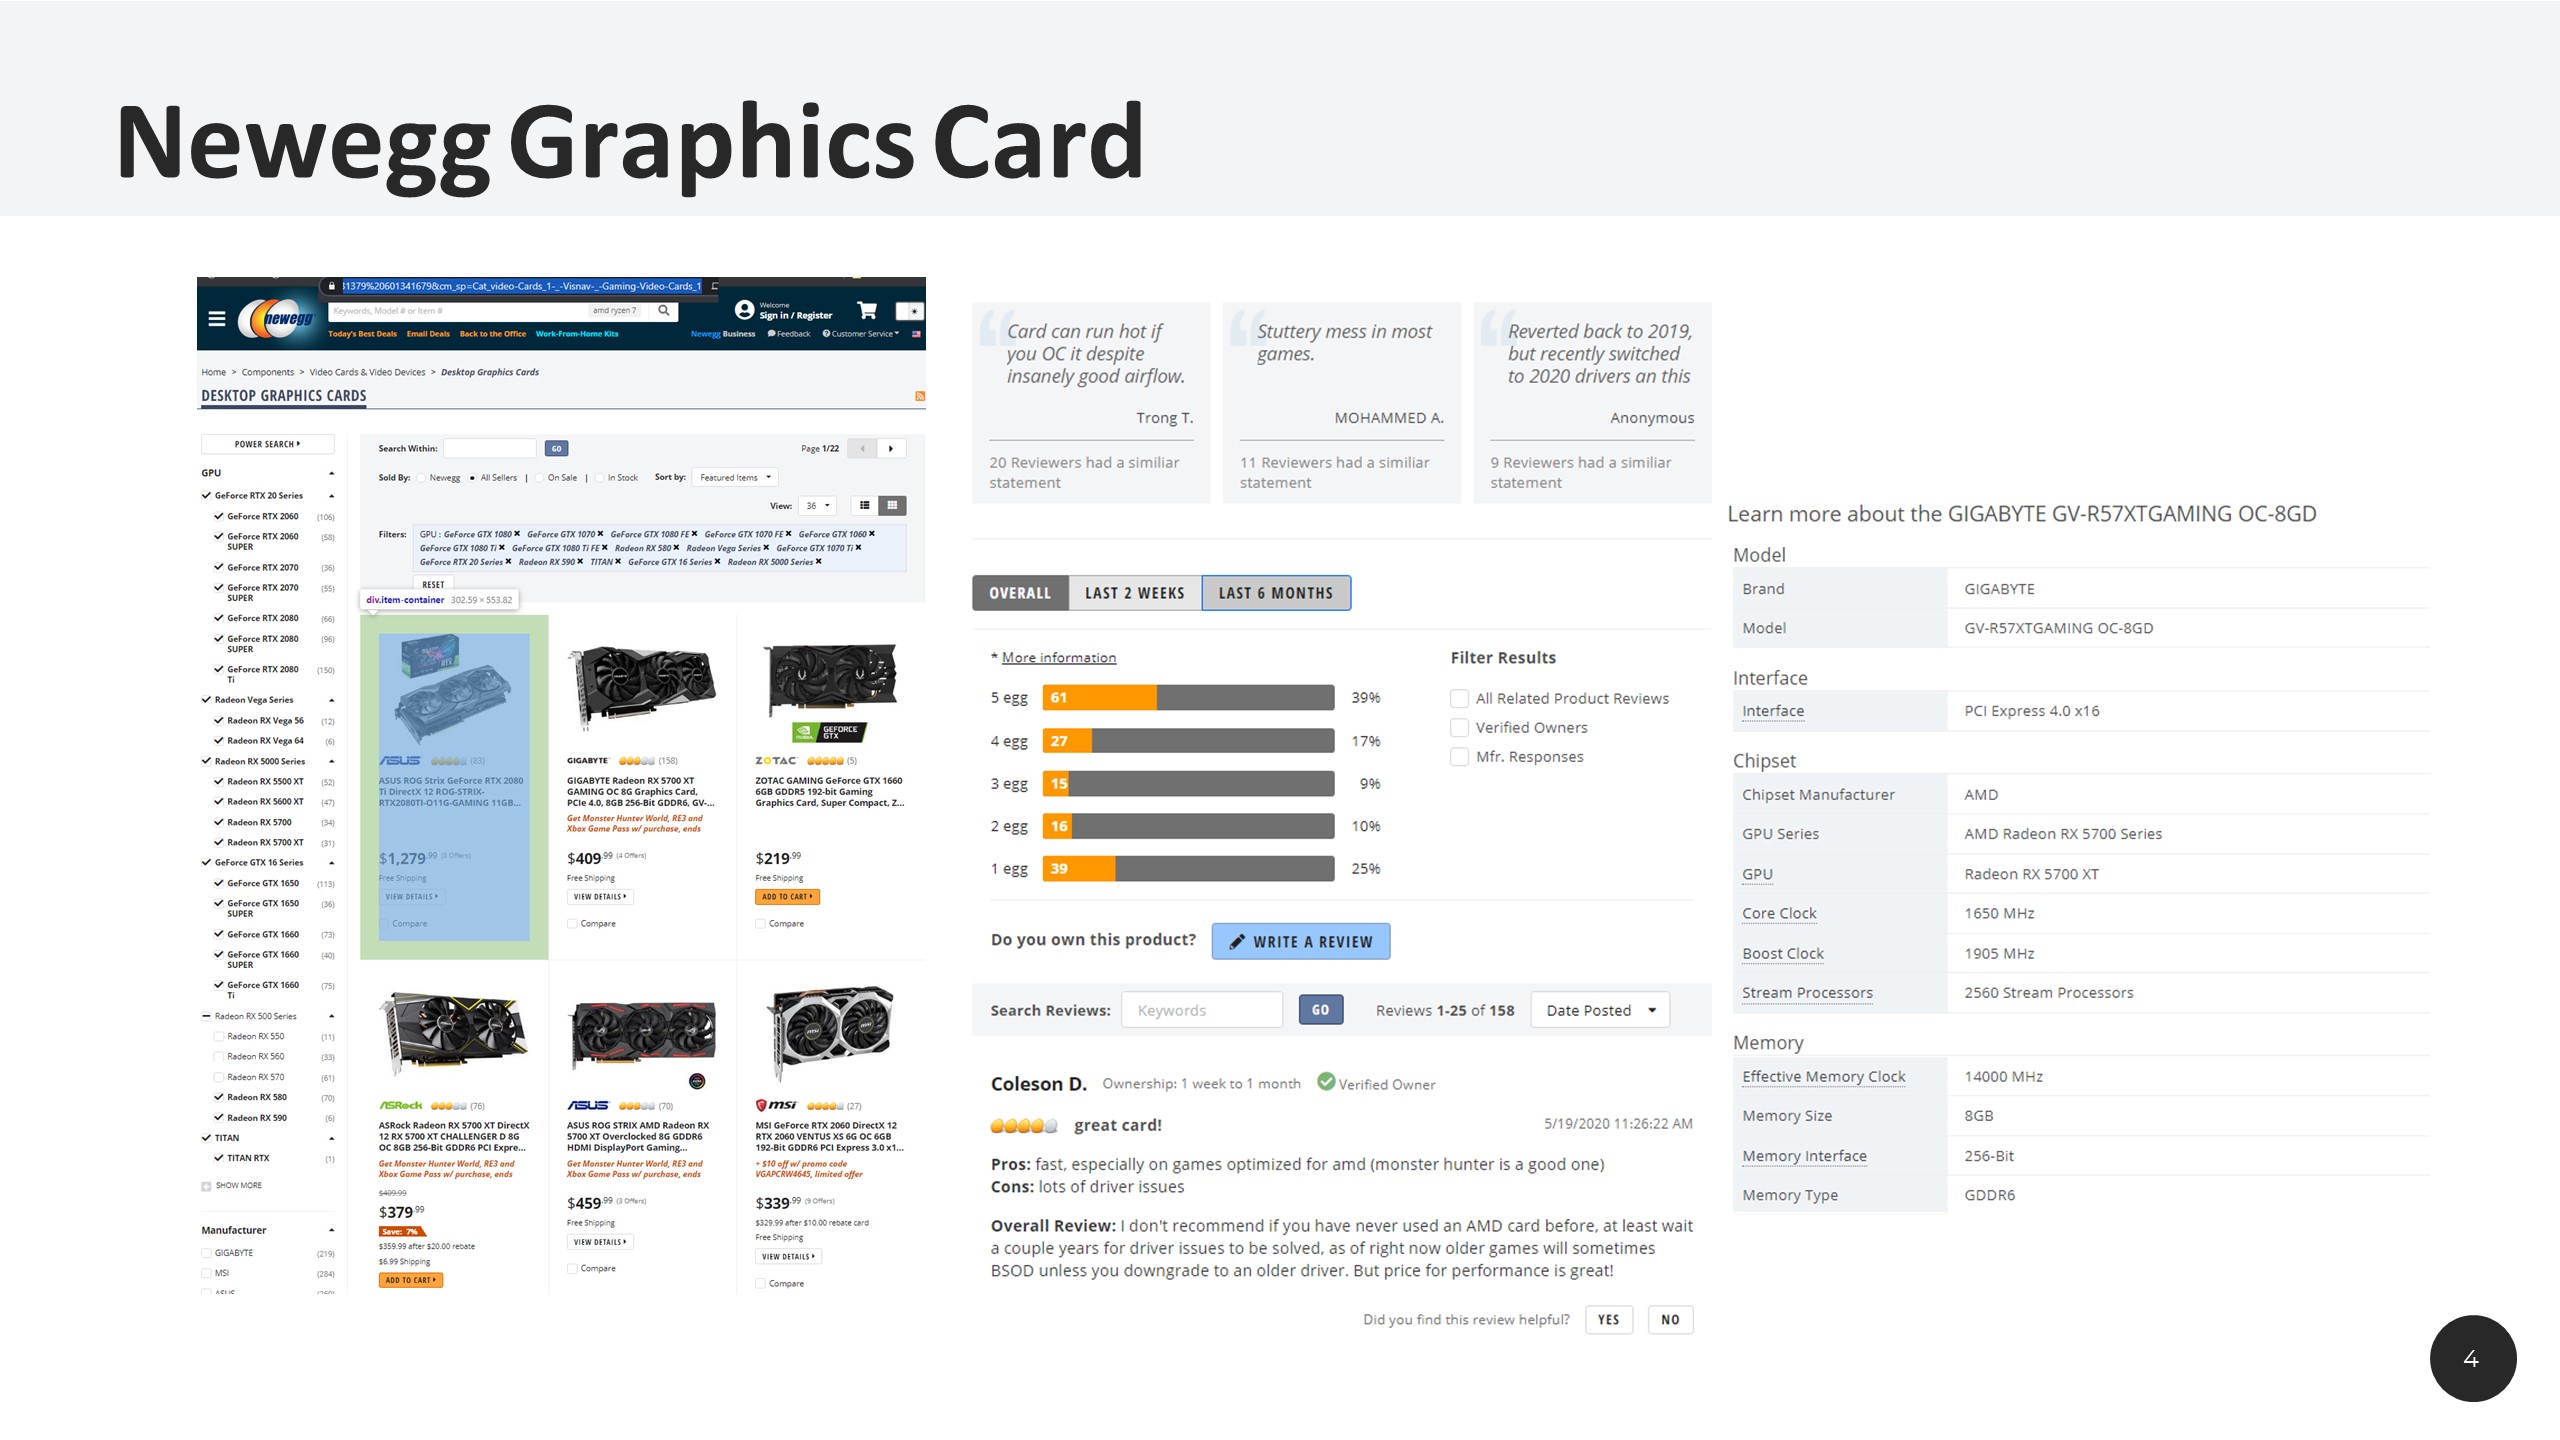 Newegg Graphics Card
31379%20601341679&cm_sp=Cat_video-Cards_1-_-Visnav-_-Gaming-Video-Cards_1
newegg
Keywords, Model # or Item #
amd ryzen 7
Welcome
Sign in / Register
Today's Best Deals Email Deals Back to the Office Work-From-Home Kits
Newegg Business Feedback Customer Service
Home > Components > Video Cards & Video Devices > Desktop Graphics Cards
DESKTOP GRAPHICS CARDS
POWER SEARCH
GPU
GeForce RTX 20 Series
GeForce RTX 2060 (106)
GeForce RTX 2060 (58)
SUPER
GeForce RTX 2070 (36)
GeForce RTX 2070 (55)
SUPER
GeForce RTX 2080 (66)
GeForce RTX 2080 (96)
SUPER
GeForce RTX 2080 (150)
Ti
Radeon Vega Series
Radeon RX Vega 56 (12)
Radeon RX Vega 64 (6)
Radeon RX 5000 Series
Radeon RX 5500 XT (52)
Radeon RX 5600 XT (47)
Radeon RX 5700 (34)
Radeon RX 5700 XT (31)
GeForce GTX 16 Series
GeForce GTX 1650 (113)
GeForce GTX 1650 (36)
SUPER
GeForce GTX 1660 (73)
GeForce GTX 1660 (40)
SUPER
GeForce GTX 1660 (75)
Ti
Radeon RX 500 Series
Radeon RX 550 (11)
Radeon RX 560 (33)
Radeon RX 570 (61)
Radeon RX 580 (70)
Radeon RX 590 (6)
TITAN
TITAN RTX (1)
SHOW MORE
Manufacturer
GIGABYTE (219)
MSI (284)
ASUS
Search Within: GO Page 1/22
Sold By: Newegg All Sellers | On Sale | In Stock Sort by: Featured Items
View: 36
Filters: GPU : GeForce GTX 1080 × GeForce GTX 1070 × GeForce GTX 1080 FE × GeForce GTX 1070 FE × GeForce GTX 1060 ×
GeForce GTX 1080 Ti × GeForce GTX 1080 Ti FE × Radeon RX 580 × Radeon Vega Series × GeForce GTX 1070 Ti ×
GeForce RTX 20 Series × Radeon RX 590 × TITAN × GeForce GTX 16 Series × Radeon RX 5000 Series ×
RESET
div.item-container 302.59 × 553.82
ASUS (83)
ASUS ROG Strix GeForce RTX 2080
Ti DirectX 12 ROG-STRIX-
RTX2080TI-O11G-GAMING 11GB...
$1,279.99 (8 Offers)
Free Shipping
VIEW DETAILS
Compare
GIGABYTE (158)
GIGABYTE Radeon RX 5700 XT
GAMING OC 8G Graphics Card,
PCIe 4.0, 8GB 256-Bit GDDR6, GV-...
Get Monster Hunter World, RE3 and
Xbox Game Pass w/ purchase, ends
$409.99 (4 Offers)
Free Shipping
VIEW DETAILS
Compare
NVIDIA GEFORCE
GTX
ZOTAC (5)
ZOTAC GAMING GeForce GTX 1660
6GB GDDR5 192-bit Gaming
Graphics Card, Super Compact, Z...
$219.99
Free Shipping
ADD TO CART
Compare
ASRock (76)
ASRock Radeon RX 5700 XT DirectX
12 RX 5700 XT CHALLENGER D 8G
OC 8GB 256-Bit GDDR6 PCI Expre...
Get Monster Hunter World, RE3 and
Xbox Game Pass w/ purchase, ends
$409.99
$379.99
Save: 7%
$359.99 after $20.00 rebate
$6.99 Shipping
ADD TO CART
ASUS (70)
ASUS ROG STRIX AMD Radeon RX
5700 XT Overclocked 8G GDDR6
HDMI DisplayPort Gaming...
Get Monster Hunter World, RE3 and
Xbox Game Pass w/ purchase, ends
$459.99 (3 Offers)
Free Shipping
VIEW DETAILS
Compare
msi (27)
MSI GeForce RTX 2060 DirectX 12
RTX 2060 VENTUS XS 6G OC 6GB
192-Bit GDDR6 PCI Express 3.0 x1...
+ $10 off w/ promo code
VGAPCRW4645, limited offer
$339.99 (9 Offers)
$329.99 after $10.00 rebate card
Free Shipping
VIEW DETAILS
Compare
Card can run hot if
you OC it despite
insanely good airflow.
Trong T.
20 Reviewers had a similiar
statement
Stuttery mess in most
games.
MOHAMMED A.
11 Reviewers had a similiar
statement
Reverted back to 2019,
but recently switched
to 2020 drivers an this
Anonymous
9 Reviewers had a similiar
statement
OVERALL LAST 2 WEEKS LAST 6 MONTHS
* More information
5 egg 61 39%
4 egg 27 17%
3 egg 15 9%
2 egg 16 10%
1 egg 39 25%
Filter Results
All Related Product Reviews
Verified Owners
Mfr. Responses
Do you own this product? WRITE A REVIEW
Search Reviews: Keywords GO Reviews 1-25 of 158 Date Posted
Coleson D. Ownership: 1 week to 1 month Verified Owner
great card! 5/19/2020 11:26:22 AM
Pros: fast, especially on games optimized for amd (monster hunter is a good one)
Cons: lots of driver issues
Overall Review: I don't recommend if you have never used an AMD card before, at least wait
a couple years for driver issues to be solved, as of right now older games will sometimes
BSOD unless you downgrade to an older driver. But price for performance is great!
Did you find this review helpful? YES NO
Learn more about the GIGABYTE GV-R57XTGAMING OC-8GD
Model
Brand GIGABYTE
Model GV-R57XTGAMING OC-8GD
Interface
Interface PCI Express 4.0 x16
Chipset
Chipset Manufacturer AMD
GPU Series AMD Radeon RX 5700 Series
GPU Radeon RX 5700 XT
Core Clock 1650 MHz
Boost Clock 1905 MHz
Stream Processors 2560 Stream Processors
Memory
Effective Memory Clock 14000 MHz
Memory Size 8GB
Memory Interface 256-Bit
Memory Type GDDR6
4